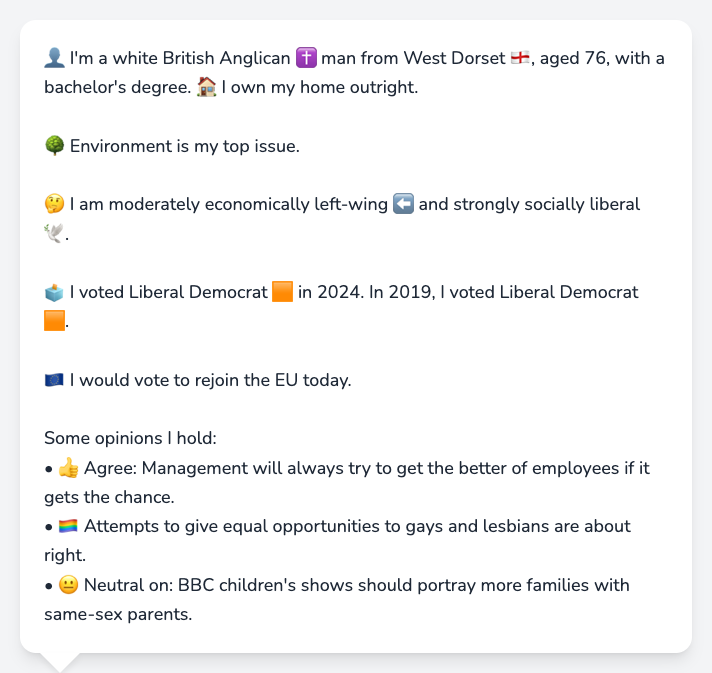 👤 I'm a white British Anglican ✝️ man from West Dorset 🏴󠁧󠁢󠁥󠁮󠁧󠁿, aged 76, with a
bachelor's degree. 🏠 I own my home outright.
🌳 Environment is my top issue.
🤔 I am moderately economically left-wing ⬅️ and strongly socially liberal
🕊️.
🗳️ I voted Liberal Democrat 🟧 in 2024. In 2019, I voted Liberal Democrat
🟧.
🇪🇺 I would vote to rejoin the EU today.
Some opinions I hold:
• 👍 Agree: Management will always try to get the better of employees if it
gets the chance.
• 🏳️‍🌈 Attempts to give equal opportunities to gays and lesbians are about
right.
• 😐 Neutral on: BBC children's shows should portray more families with
same-sex parents.